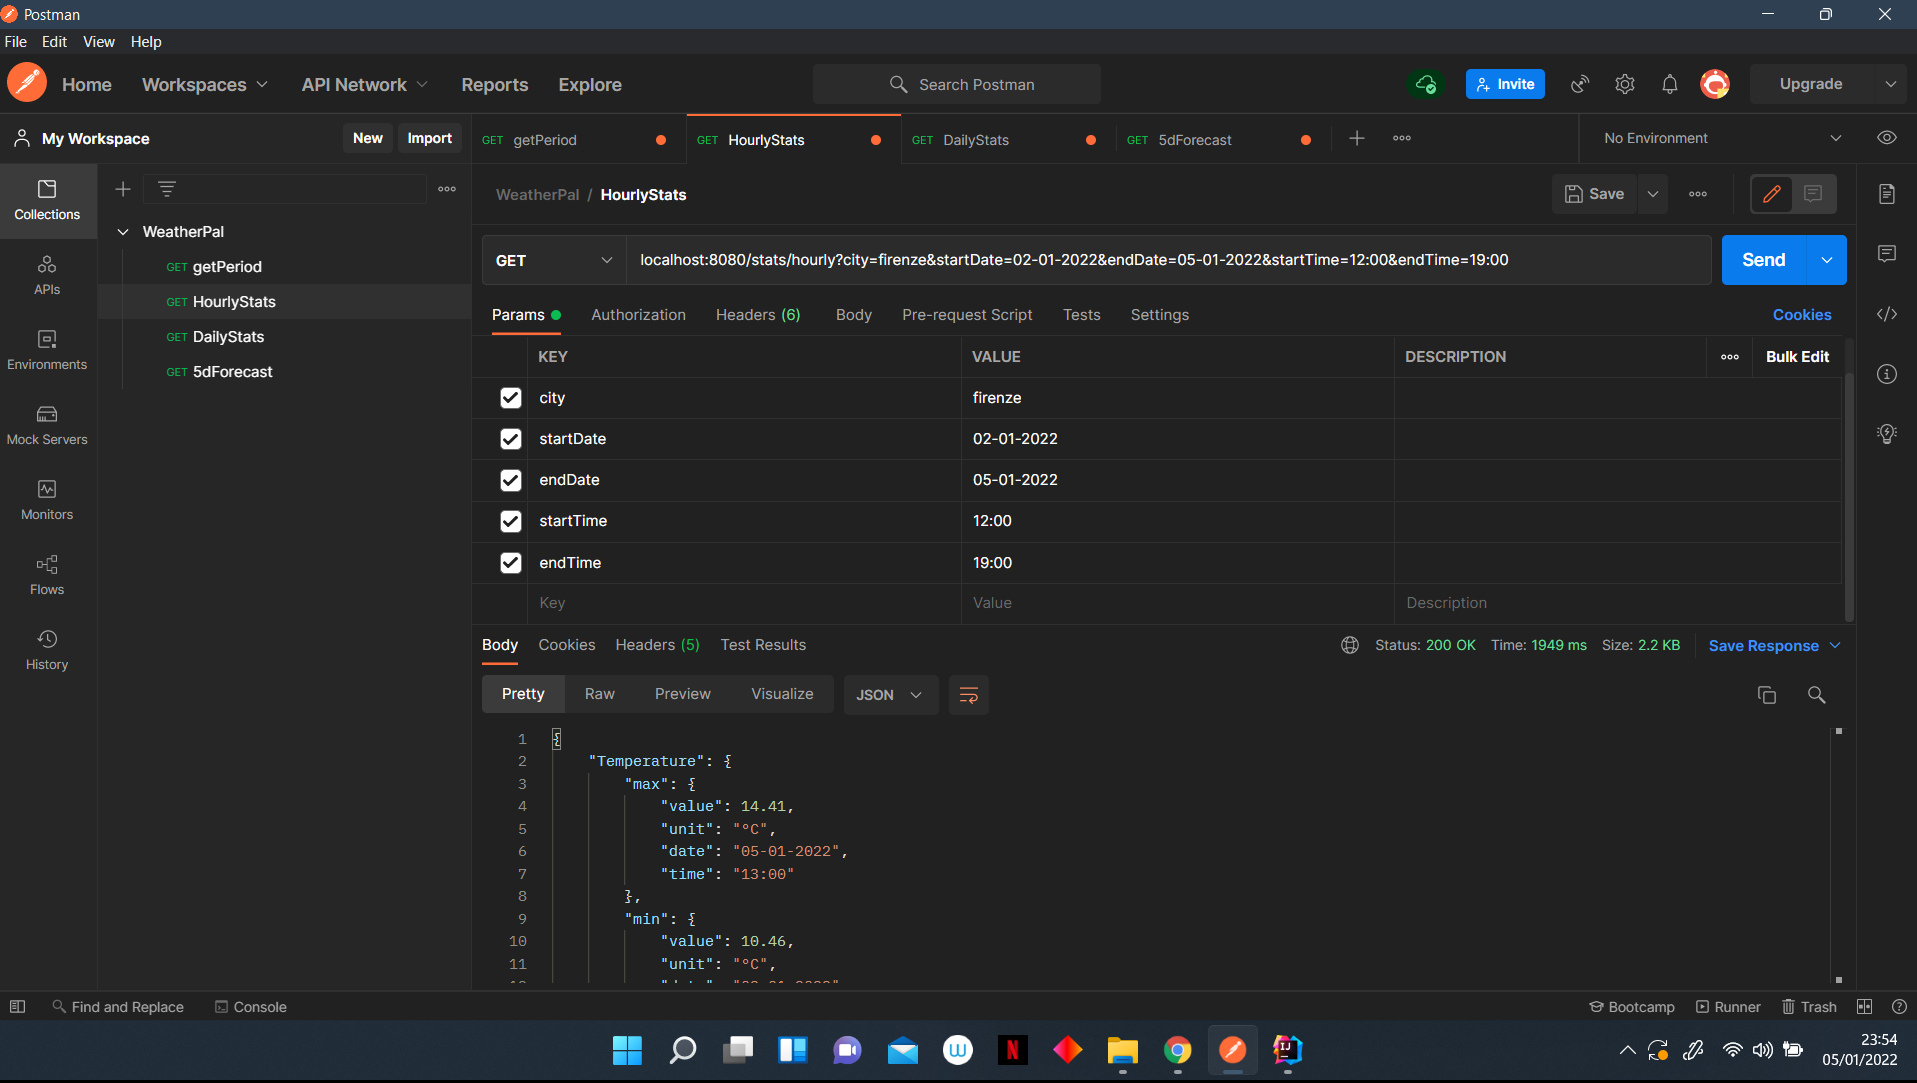 Postman
File Edit View Help
Home Workspaces API Network Reports Explore Search Postman Invite Upgrade
My Workspace New Import
GET getPeriod GET HourlyStats GET DailyStats GET 5dForecast No Environment
WeatherPal / HourlyStats Save
Collections
APIs
Environments
Mock Servers
Monitors
Flows
History
WeatherPal
GET getPeriod
GET HourlyStats
GET DailyStats
GET 5dForecast
GET localhost:8080/stats/hourly?city=firenze&startDate=02-01-2022&endDate=05-01-2022&startTime=12:00&endTime=19:00 Send
Params Authorization Headers (6) Body Pre-request Script Tests Settings Cookies
KEY VALUE DESCRIPTION Bulk Edit
city firenze
startDate 02-01-2022
endDate 05-01-2022
startTime 12:00
endTime 19:00
Key Value Description
Body Cookies Headers (5) Test Results Status: 200 OK Time: 1949 ms Size: 2.2 KB Save Response
Pretty Raw Preview Visualize JSON
1 {
2 "Temperature": {
3 "max": {
4 "value": 14.41,
5 "unit": "°C",
6 "date": "05-01-2022",
7 "time": "13:00"
8 },
9 "min": {
10 "value": 10.46,
11 "unit": "°C",
Find and Replace Console Bootcamp Runner Trash
23:54
05/01/2022